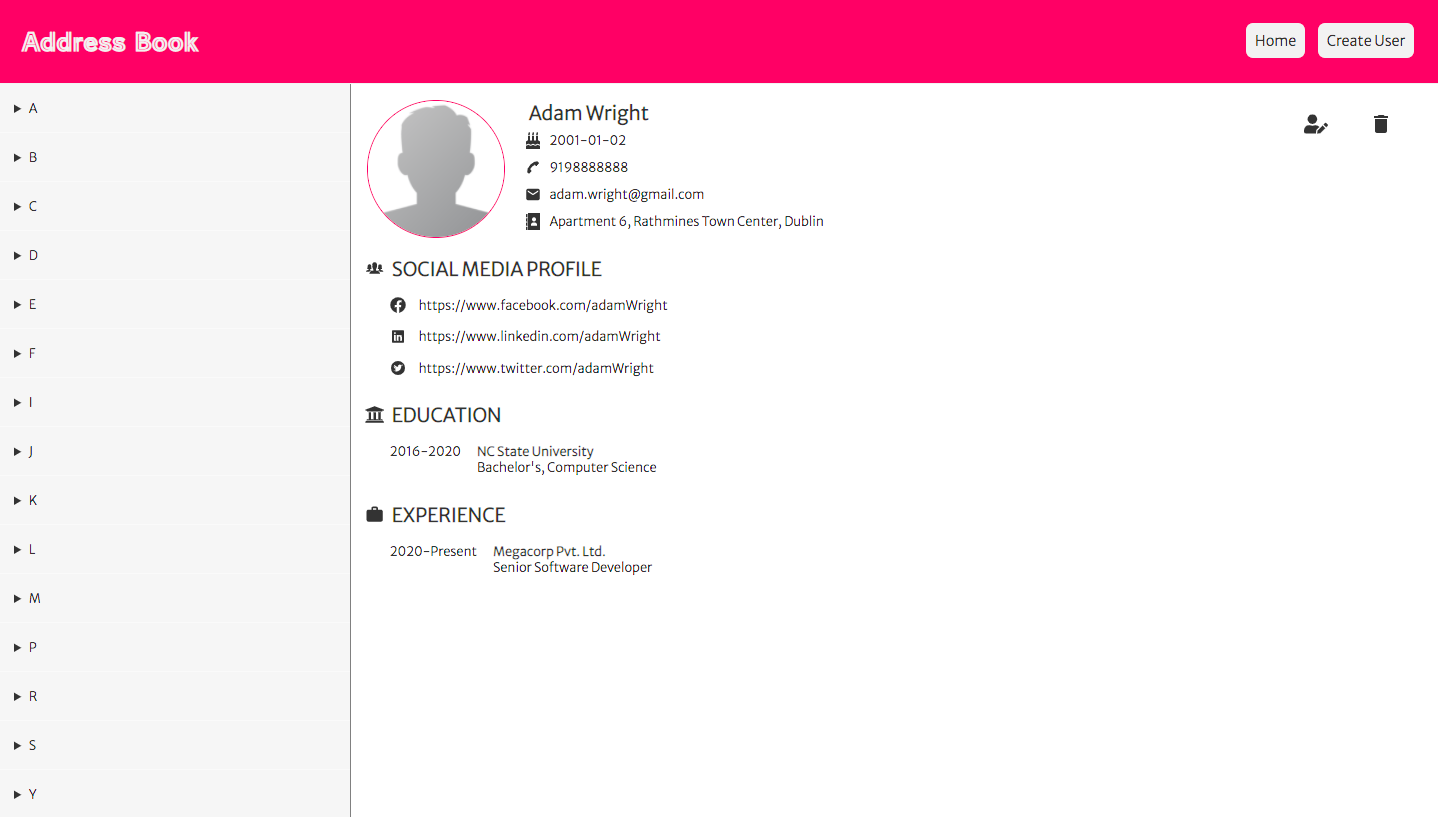 Address Book
Home
Create User
A
B
C
D
E
F
I
J
K
L
M
P
R
S
Y
Adam Wright
2001-01-02
9198888888
adam.wright@gmail.com
Apartment 6, Rathmines Town Center, Dublin
SOCIAL MEDIA PROFILE
https://www.facebook.com/adamWright
https://www.linkedin.com/adamWright
https://www.twitter.com/adamWright
EDUCATION
2016-2020 NC State University
Bachelor's, Computer Science
EXPERIENCE
2020-Present Megacorp Pvt. Ltd.
Senior Software Developer